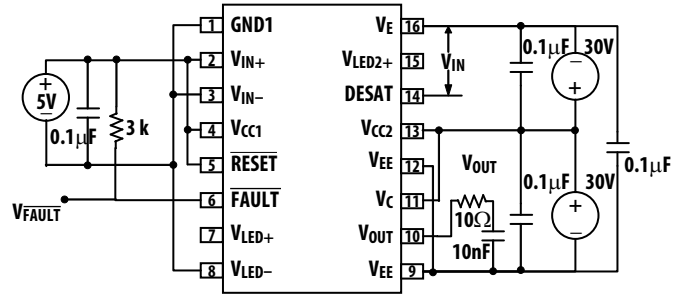 1 GND1
2 VIN+
3 VIN–
4 VCC1
5 RESET
6 FAULT
7 VLED+
8 VLED–
VE 16
VLED2+ 15
DESAT 14
VCC2 13
VEE 12
VC 11
VOUT 10
VEE 9
+
5V
–
0.1µF
3 k
VFAULT
VIN
0.1µF
30V
–
+
0.1µF
VOUT
0.1µF
30V
+
–
10Ω
10nF